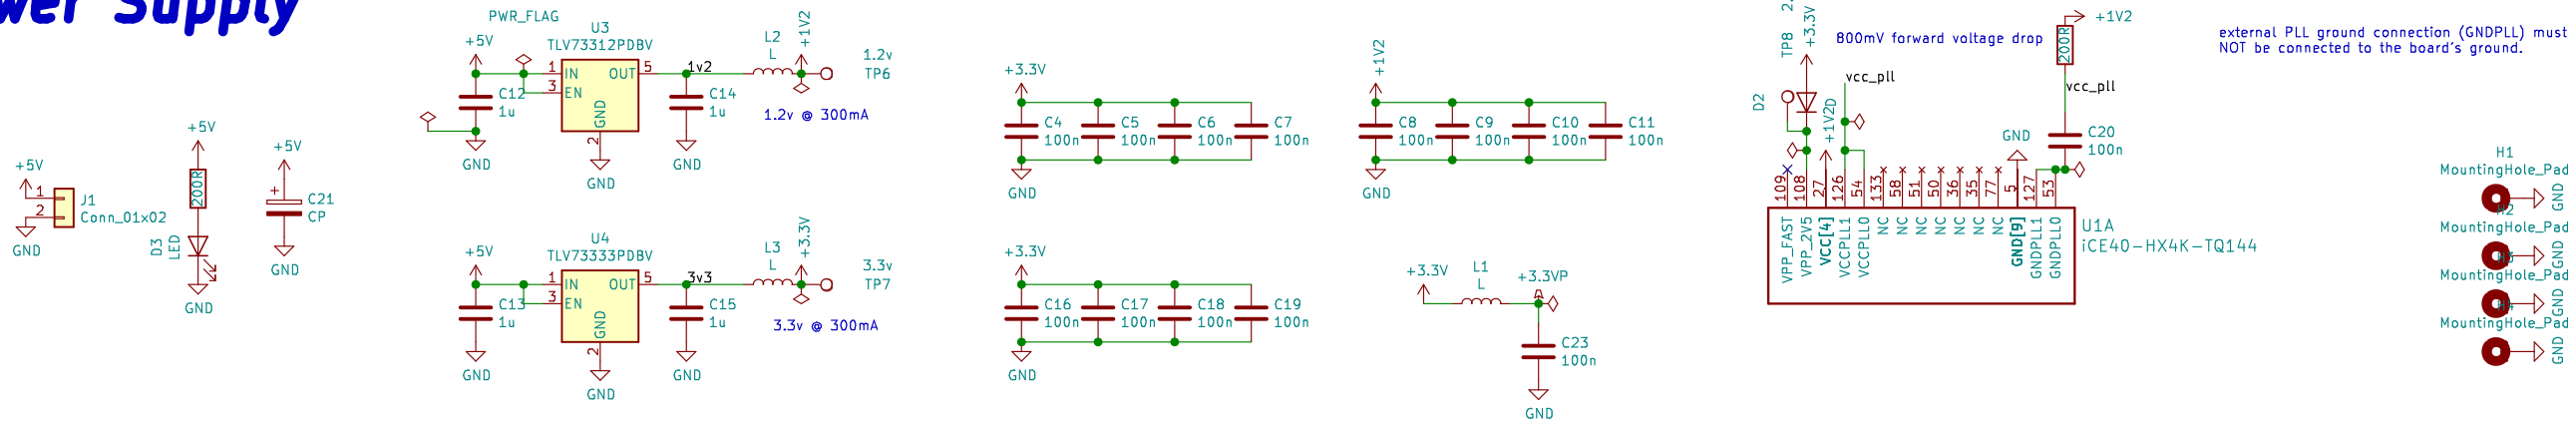 wer Supply
PWR_FLAG
+5V
U3
TLV73312PDBV
1 IN
3 EN
OUT 5
GND
2
GND
C12
1u
GND
1v2
C14
1u
GND
L2
L
+1V2
1.2v
TP6
1.2v @ 300mA
+5V
1
2
J1
Conn_01x02
GND
+5V
200R
D3
LED
GND
+5V
+
C21
CP
GND
+5V
U4
TLV73333PDBV
1 IN
3 EN
OUT 5
GND
2
GND
C13
1u
GND
3v3
C15
1u
GND
L3
L
+3.3V
3.3v
TP7
3.3v @ 300mA
+3.3V
C4
100n
C5
100n
C6
100n
C7
100n
GND
+1V2
C8
100n
C9
100n
C10
100n
C11
100n
GND
+3.3V
C16
100n
C17
100n
C18
100n
C19
100n
GND
+3.3V
L1
L
+3.3VP
C23
100n
GND
TP8
+3.3V
800mV forward voltage drop
D2
D
+1V2
vcc_pll
+1V2
200R
vcc_pll
C20
100n
GND
109 VPP_FAST
108 VPP_2V5
27 VCC[4]
126 VCCPLL1
54 VCCPLL0
133 NC
58 NC
51 NC
50 NC
36 NC
35 NC
77 NC
5 GND[9]
127 GNDPLL1
53 GNDPLL0
U1A
iCE40-HX4K-TQ144
external PLL ground connection (GNDPLL) must
NOT be connected to the board's ground.
H1
MountingHole_Pad
GND
H2
MountingHole_Pad
GND
MountingHole_Pad
GND
MountingHole_Pad
GND